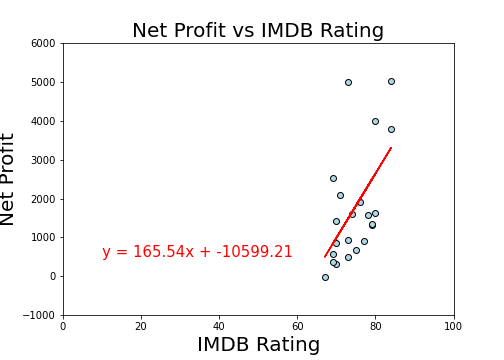 Net Profit vs IMDB Rating
6000
5000
4000
3000
2000
1000
0
-1000
Net Profit
y = 165.54x + -10599.21
0 20 40 60 80 100
IMDB Rating